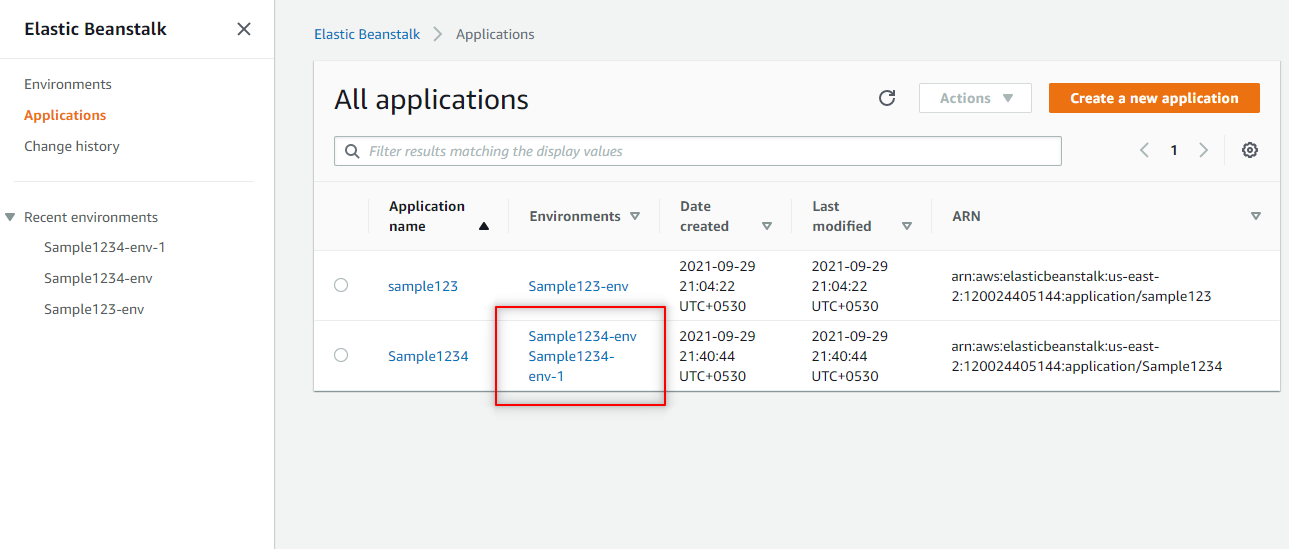 Elastic Beanstalk
Environments
Applications
Change history
Recent environments
Sample1234-env-1
Sample1234-env
Sample123-env
Elastic Beanstalk
Applications
All applications
Actions
Create a new application
Filter results matching the display values
1
Application
name
Environments
Date
created
Last
modified
ARN
sample123
Sample123-env
2021-09-29
21:04:22
UTC+0530
2021-09-29
21:04:22
UTC+0530
arn:aws:elasticbeanstalk:us-east-
2:120024405144:application/sample123
Sample1234
Sample1234-env
Sample1234-
env-1
2021-09-29
21:40:44
UTC+0530
2021-09-29
21:40:44
UTC+0530
arn:aws:elasticbeanstalk:us-east-
2:120024405144:application/Sample1234